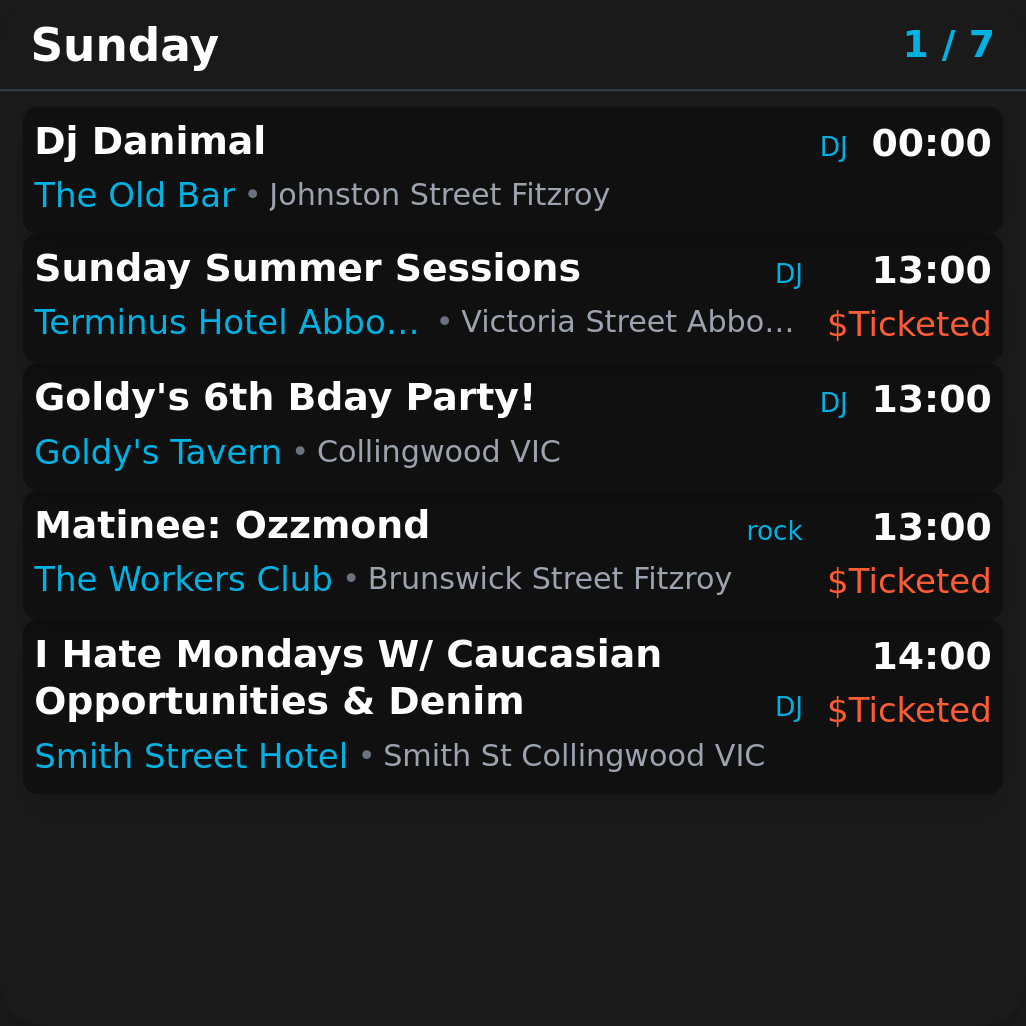 Sunday 1 / 7
Dj Danimal DJ 00:00
The Old Bar • Johnston Street Fitzroy
Sunday Summer Sessions DJ 13:00
Terminus Hotel Abbo... • Victoria Street Abbo... $Ticketed
Goldy's 6th Bday Party! DJ 13:00
Goldy's Tavern • Collingwood VIC
Matinee: Ozzmond rock 13:00
The Workers Club • Brunswick Street Fitzroy $Ticketed
I Hate Mondays W/ Caucasian 14:00
Opportunities & Denim DJ $Ticketed
Smith Street Hotel • Smith St Collingwood VIC